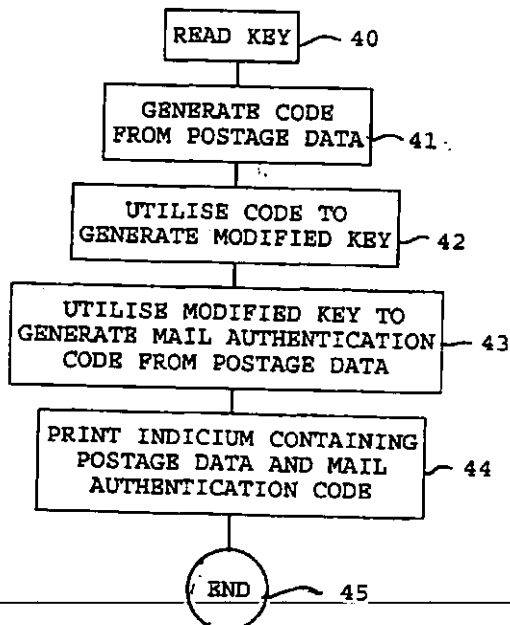 READ KEY 40
GENERATE CODE
FROM POSTAGE DATA 41
UTILISE CODE TO
GENERATE MODIFIED KEY 42
UTILISE MODIFIED KEY TO
GENERATE MAIL AUTHENTICATION
CODE FROM POSTAGE DATA 43
PRINT INDICIUM CONTAINING
POSTAGE DATA AND MAIL
AUTHENTICATION CODE 44
END 45